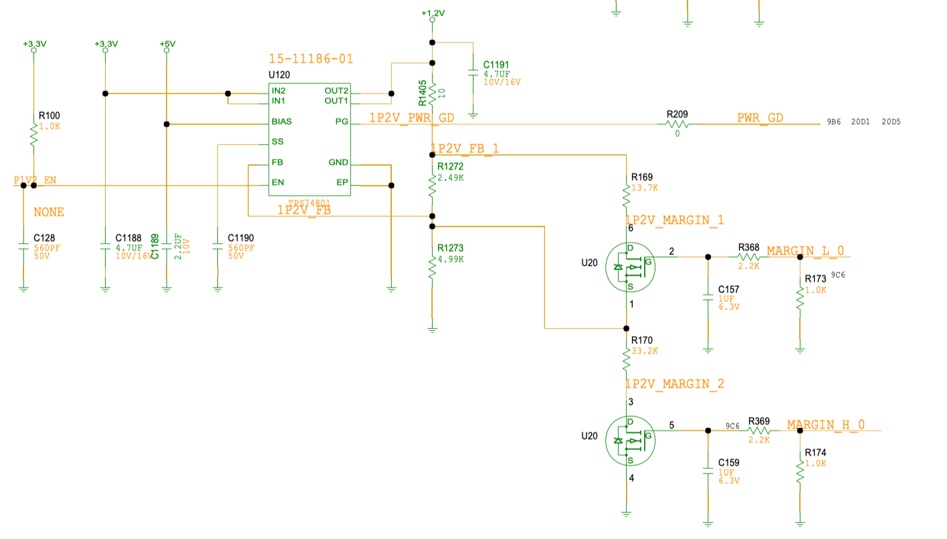 +1.2V
+3.3V
+3.3V
+5V
15-11186-01
U120
C1191
4.7UF
10V/16V
R1405
10
IN2
IN1
BIAS
SS
FB
EN
OUT2
OUT1
PG
GND
EP
TPS74801
R100
1.0K
1P2V_PWR_GD
R209
0
PWR_GD
9B6 20D1 20D5
1P2V_FB_1
R1272
2.49K
P1V2_EN
NONE
1P2V_FB
R169
13.7K
1P2V_MARGIN_1
6
C128
560PF
50V
C1188
4.7UF
10V/16V
C1189
2.2UF
10V
C1190
560PF
50V
R1273
4.99K
U20
D
G
S
2
1
R368
2.2K
MARGIN_L_0
9C6
C157
1UF
6.3V
R173
1.0K
R170
33.2K
1P2V_MARGIN_2
3
U20
D
G
S
5
4
9C6
R369
2.2K
MARGIN_H_0
C159
1UF
6.3V
R174
1.0K